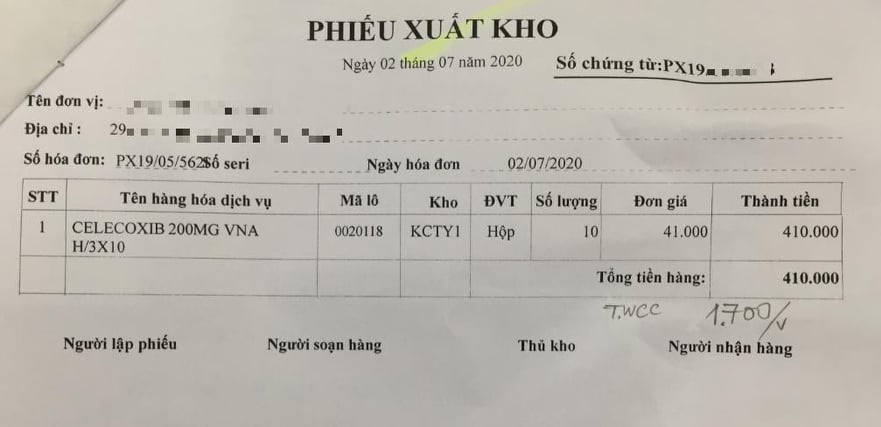 PHIẾU XUẤT KHO
Ngày 02 tháng 07 năm 2020 Số chứng từ:PX19
Tên đơn vị:
Địa chỉ : 29
Số hóa đơn: PX19/05/562 Số seri Ngày hóa đơn 02/07/2020
STT Tên hàng hóa dịch vụ Mã lô Kho ĐVT Số lượng Đơn giá Thành tiền
1 CELECOXIB 200MG VNA 0020118 KCTY1 Hộp 10 41.000 410.000
H/3X10
Tổng tiền hàng: 410.000
T.WCC 1.700/v
Người lập phiếu Người soạn hàng Thủ kho Người nhận hàng